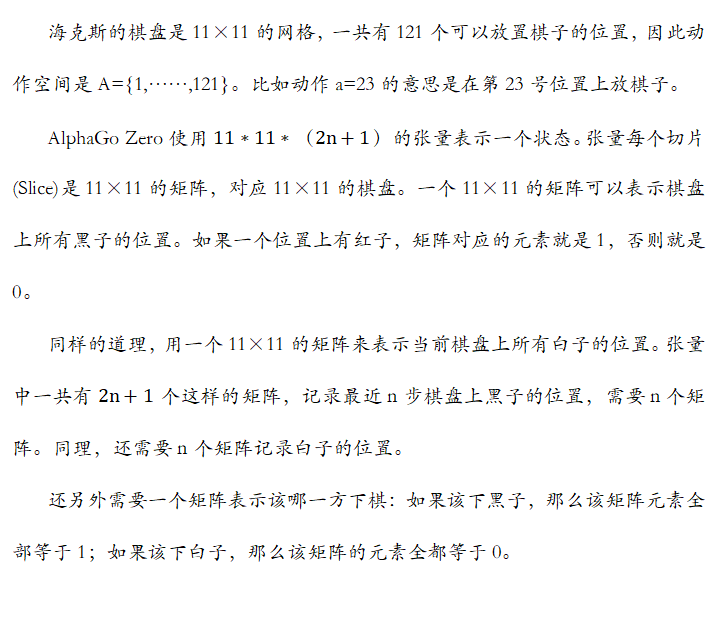 海克斯的棋盘是 11×11 的网格，一共有 121 个可以放置棋子的位置，因此动
作空间是 A={1,⋯⋯,121}。比如动作 a=23 的意思是在第 23 号位置上放棋子。
AlphaGo Zero 使用 11 ∗ 11 ∗ （2n + 1）的张量表示一个状态。张量每个切片
(Slice)是 11×11 的矩阵，对应 11×11 的棋盘。一个 11×11 的矩阵可以表示棋盘
上所有黑子的位置。如果一个位置上有红子，矩阵对应的元素就是 1，否则就是
0。
同样的道理，用一个 11×11 的矩阵来表示当前棋盘上所有白子的位置。张量
中一共有 2n + 1 个这样的矩阵，记录最近 n 步棋盘上黑子的位置，需要 n 个矩
阵。同理，还需要 n 个矩阵记录白子的位置。
还另外需要一个矩阵表示该哪一方下棋：如果该下黑子，那么该矩阵元素全
部等于 1；如果该下白子，那么该矩阵的元素全都等于 0。